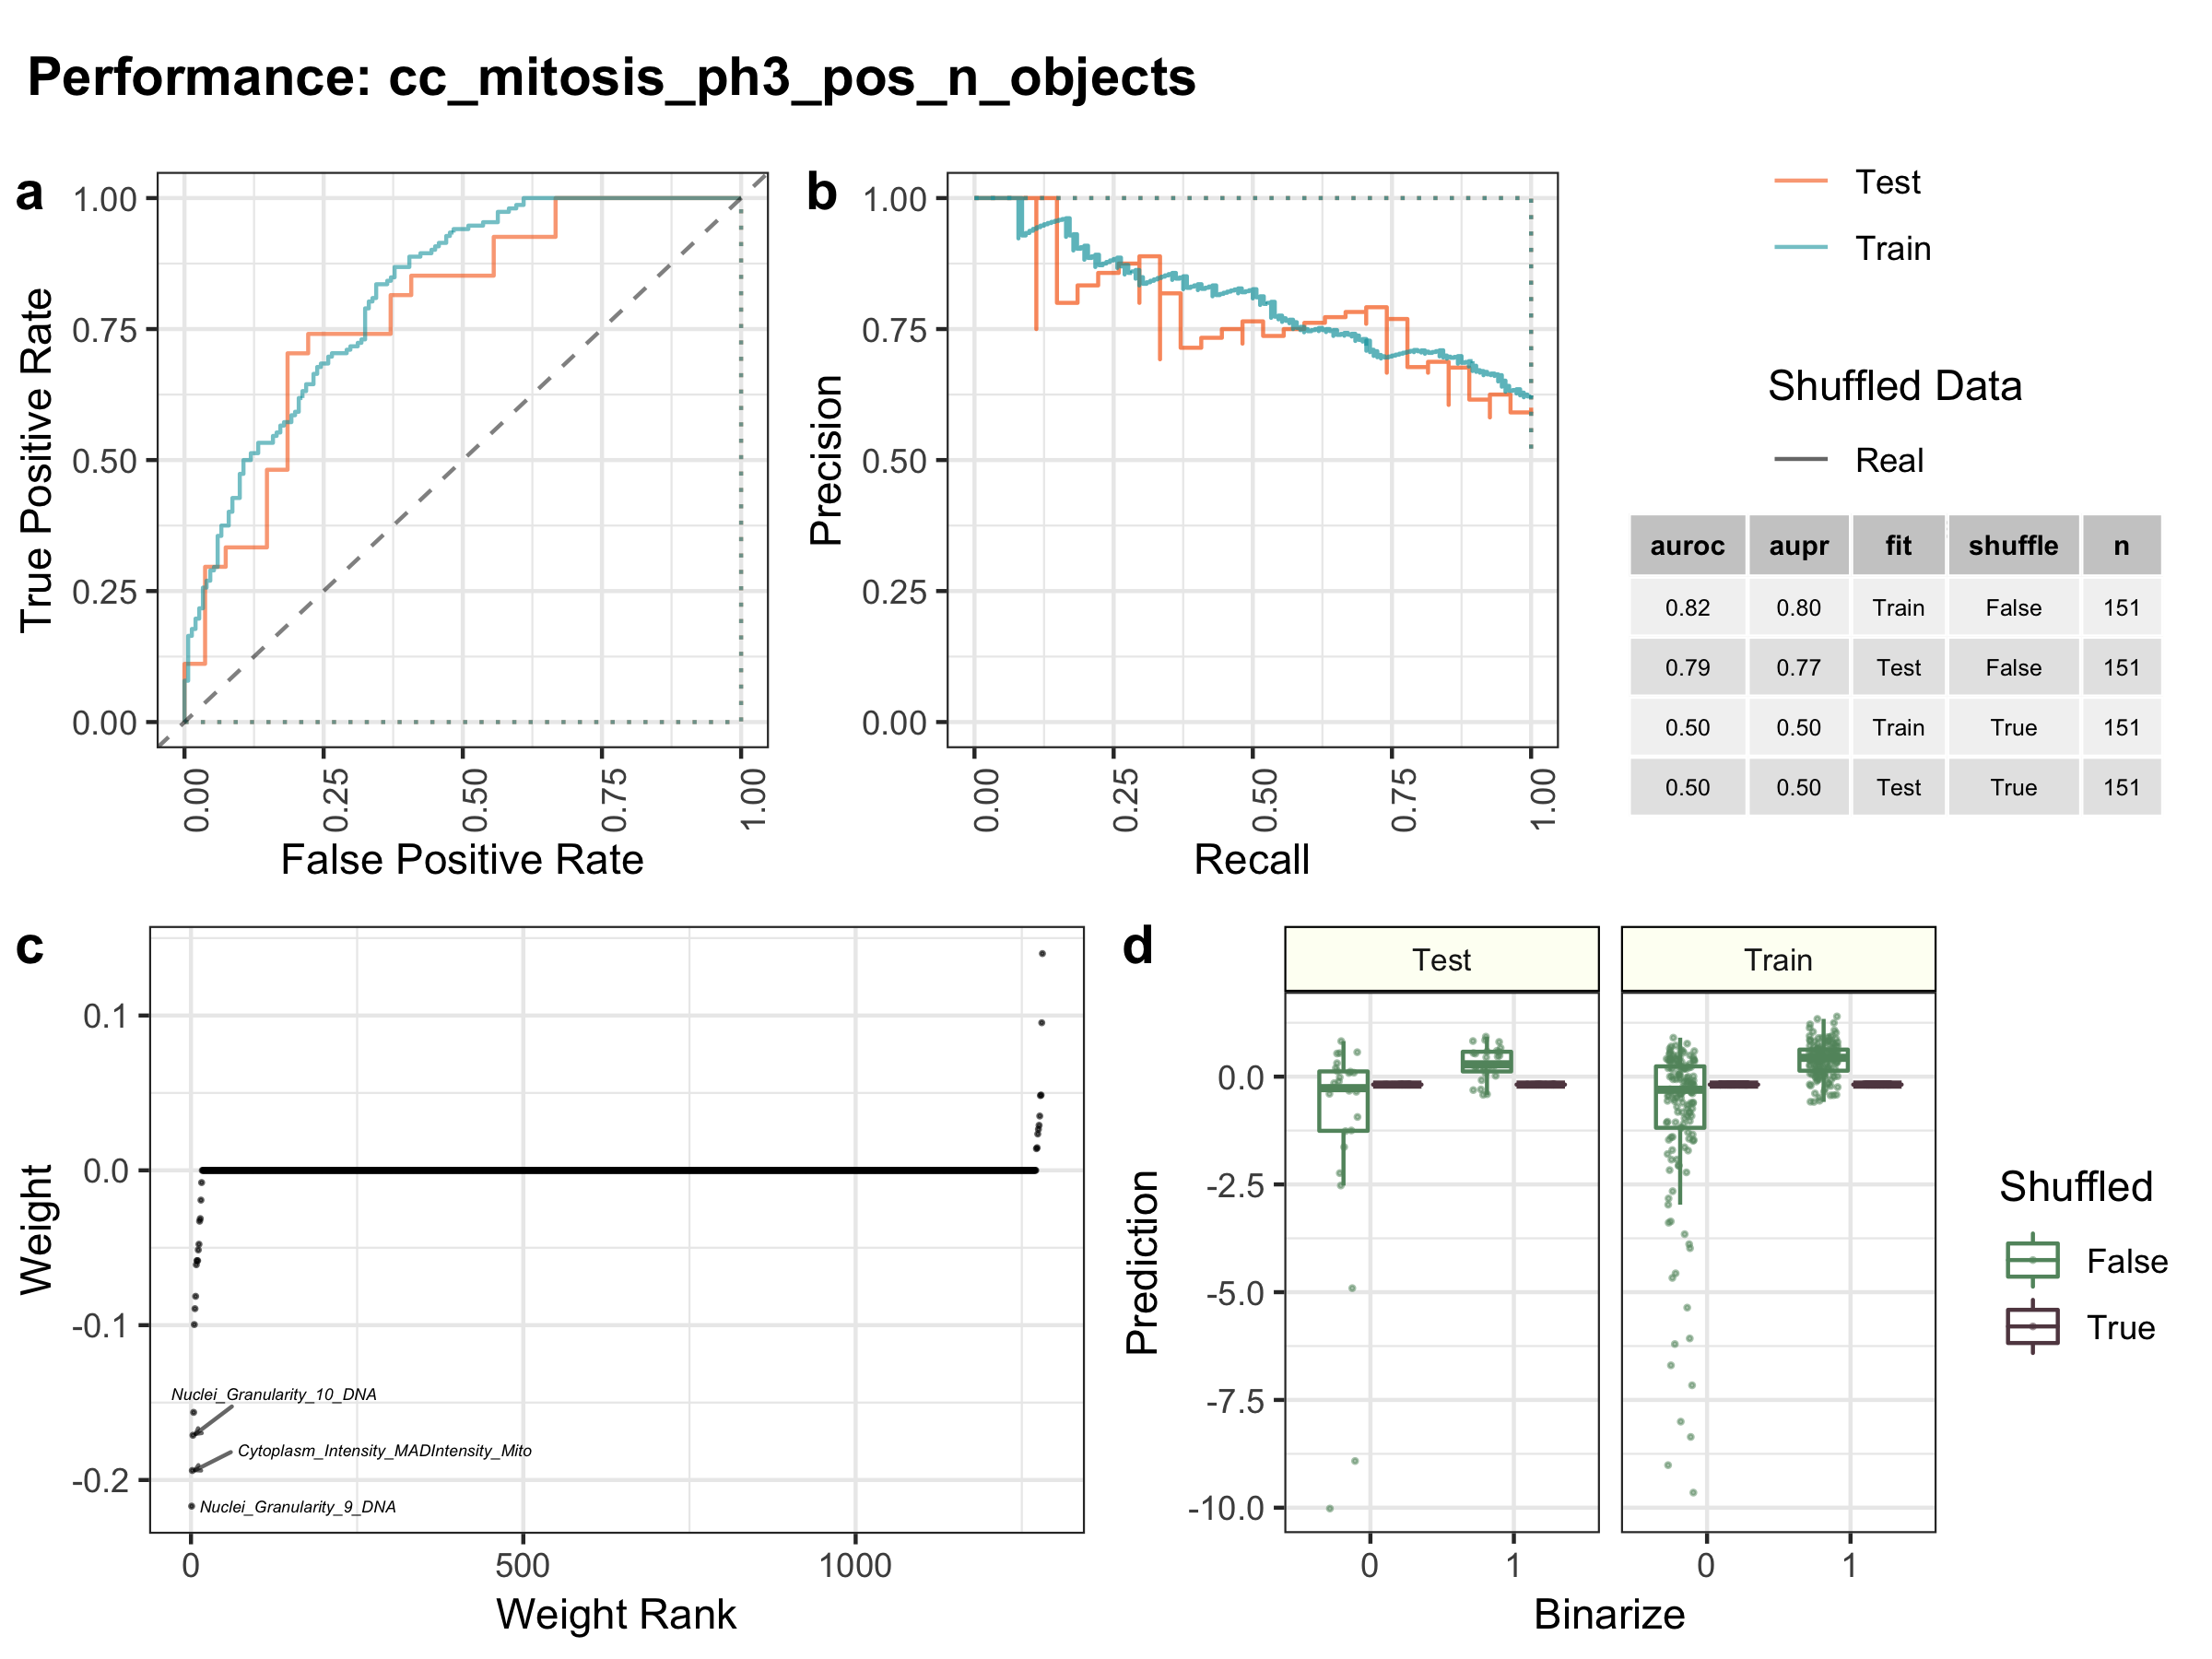 Performance: cc_mitosis_ph3_pos_n_objects
a
True Positive Rate
1.00
0.75
0.50
0.25
0.00
0.00
0.25
0.50
0.75
1.00
False Positive Rate
b
Precision
1.00
0.75
0.50
0.25
0.00
0.00
0.25
0.50
0.75
1.00
Recall
Test
Train
Shuffled Data
Real
auroc aupr fit shuffle n
0.82 0.80 Train False 151
0.79 0.77 Test False 151
0.50 0.50 Train True 151
0.50 0.50 Test True 151
c
Weight
0.1
0.0
-0.1
-0.2
Nuclei_Granularity_10_DNA
Cytoplasm_Intensity_MADIntensity_Mito
Nuclei_Granularity_9_DNA
0
500
1000
Weight Rank
d
Test
Train
Prediction
0.0
-2.5
-5.0
-7.5
-10.0
0
1
0
1
Binarize
Shuffled
False
True